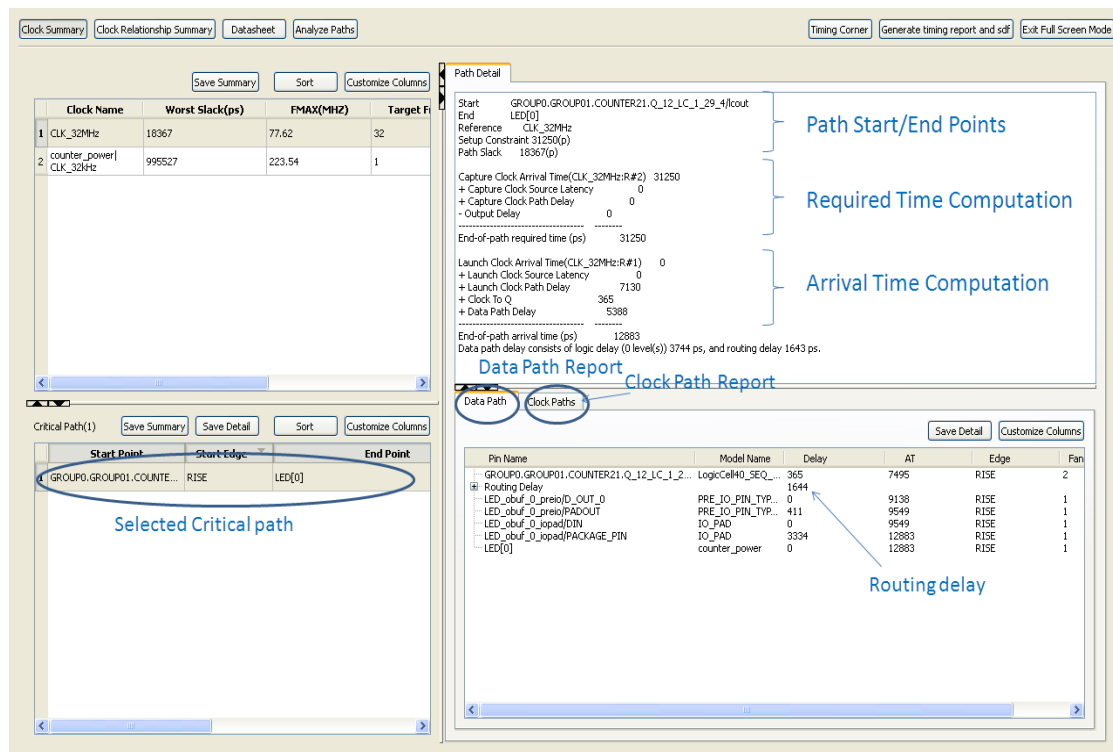 Clock Summary Clock Relationship Summary Datasheet Analyze Paths Timing Corner Generate timing report and sdf Exit Full Screen Mode
Save Summary Sort Customize Columns
Clock Name Worst Slack(ps) FMAX(MHZ) Target Fr
1 CLK_32MHz 18367 77.62 32
2 counter_power| CLK_32kHz 995527 223.54 1
Path Detail
Start GROUP0.GROUP01.COUNTER21.Q_12_LC_1_29_4/lcout
End LED[0]
Reference CLK_32MHz
Setup Constraint 31250(p)
Path Slack 18367(p)
Path Start/End Points
Capture Clock Arrival Time(CLK_32MHz:R#2) 31250
+ Capture Clock Source Latency 0
+ Capture Clock Path Delay 0
- Output Delay 0
---------------------------------- --------
End-of-path required time (ps) 31250
Required Time Computation
Launch Clock Arrival Time(CLK_32MHz:R#1) 0
+ Launch Clock Source Latency 0
+ Launch Clock Path Delay 7130
+ Clock To Q 365
+ Data Path Delay 5388
---------------------------------- --------
End-of-path arrival time (ps) 12883
Data path delay consists of logic delay (0 level(s)) 3744 ps, and routing delay 1643 ps.
Arrival Time Computation
Data Path Report
Clock Path Report
Critical Path(1) Save Summary Save Detail Sort Customize Columns
Start Point Start Edge End Point
1 GROUP0.GROUP01.COUNTE... RISE LED[0]
Selected Critical path
Data Path Clock Paths
Save Detail Customize Columns
Pin Name Model Name Delay AT Edge Fan
GROUP0.GROUP01.COUNTER21.Q_12_LC_1_2... LogicCell40_SEQ_... 365 7495 RISE 2
Routing Delay 1644
LED_obuf_0_preio/D_OUT_0 PRE_IO_PIN_TYP... 0 9138 RISE 1
LED_obuf_0_preio/PADOUT PRE_IO_PIN_TYP... 411 9549 RISE 1
LED_obuf_0_iopad/DIN IO_PAD 0 9549 RISE 1
LED_obuf_0_iopad/PACKAGE_PIN IO_PAD 3334 12883 RISE 1
LED[0] counter_power 0 12883 RISE 1
Routing delay